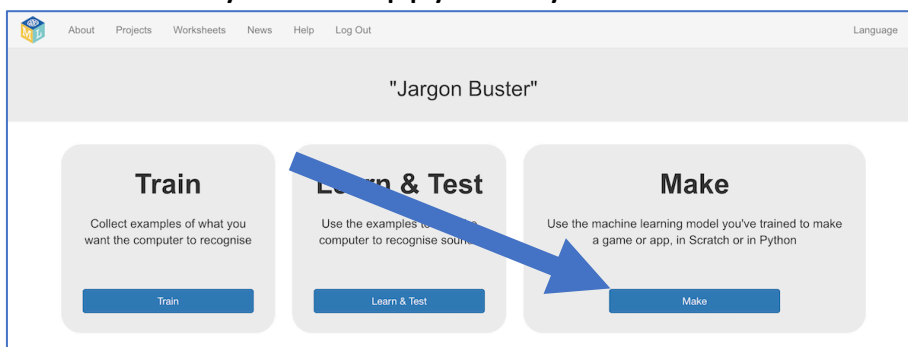 About Projects Worksheets News Help Log Out Language
"Jargon Buster"
Train
Collect examples of what you
want the computer to recognise
Train
& Test
Use the examples
computer to recognise
Learn & Test
Make
Use the machine learning model you've trained to make
a game or app, in Scratch or in Python
Make